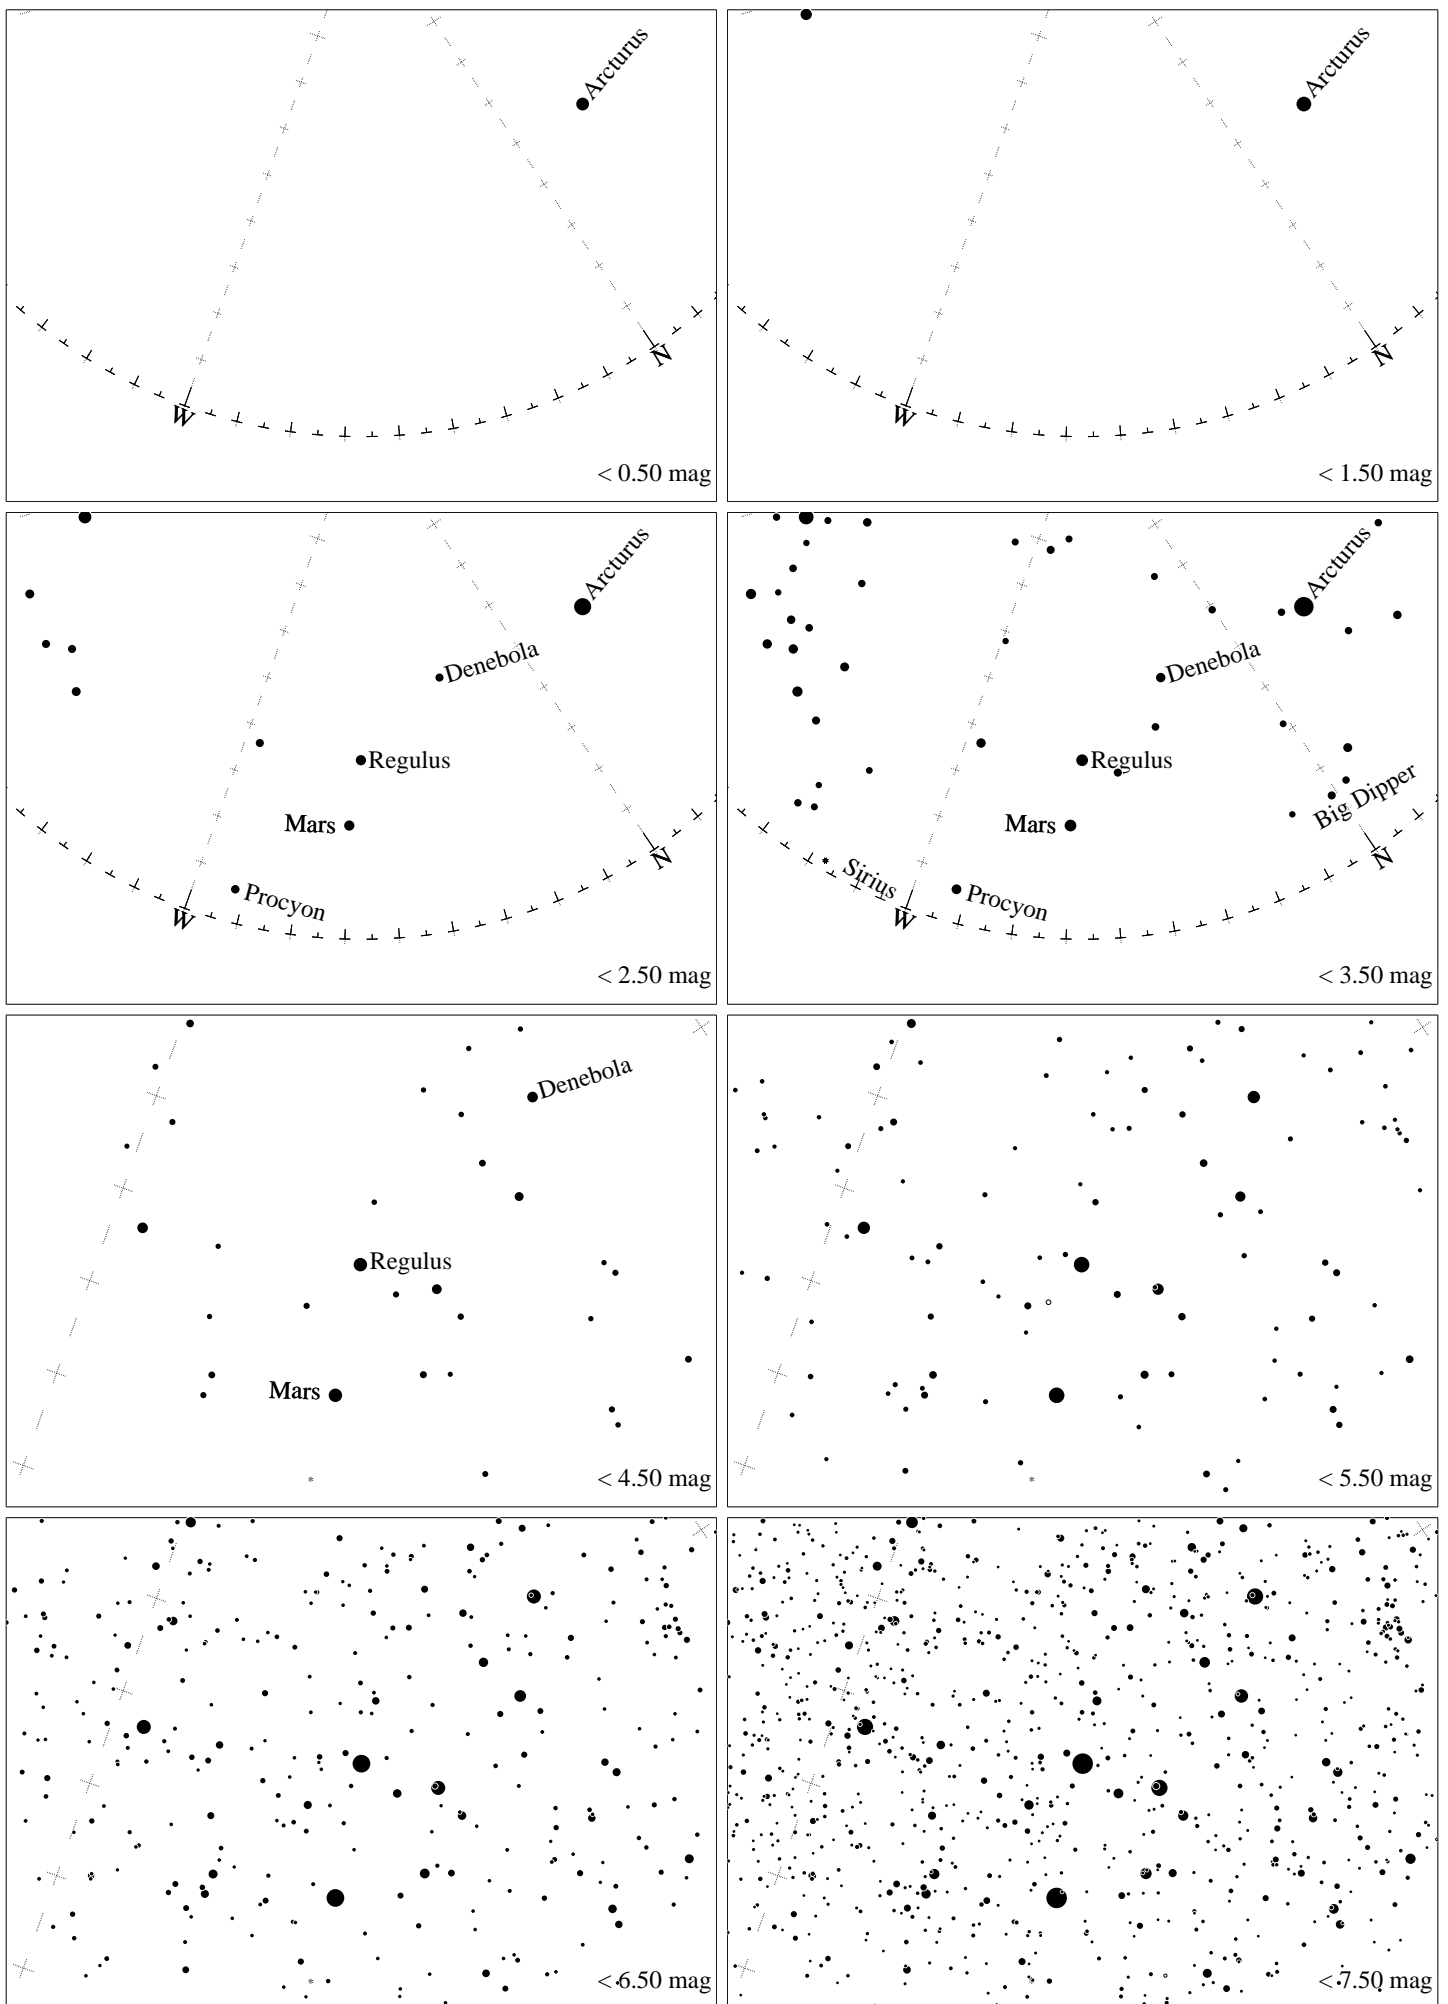 Arcturus
W
N
< 0.50 mag
Arcturus
W
N
< 1.50 mag
Arcturus
Denebola
Regulus
Mars
Procyon
W
N
< 2.50 mag
Arcturus
Denebola
Regulus
Big Dipper
Mars
Sirius
Procyon
W
N
< 3.50 mag
Denebola
Regulus
Mars
< 4.50 mag
< 5.50 mag
< 6.50 mag
< 7.50 mag